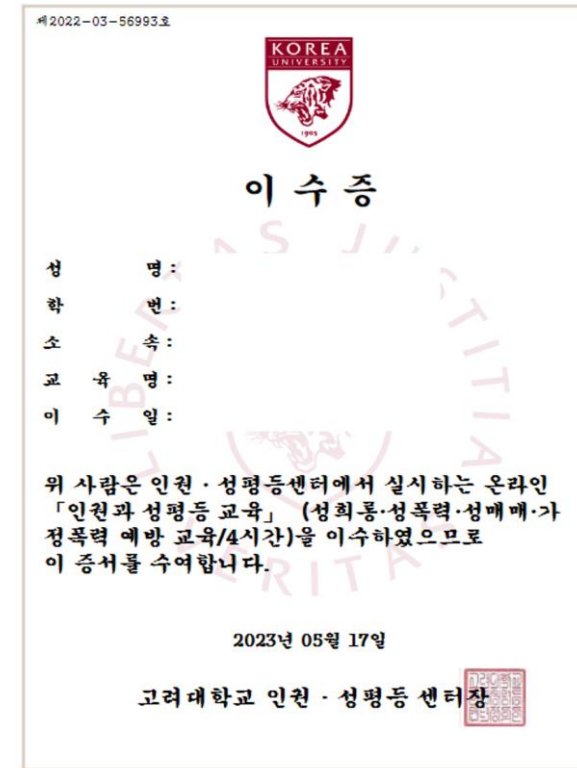 제2022-03-56993호
KOREA
UNIVERSITY
1905
이 수 증
LIBERTAS JUSTITIA VERITAS
성 명 :
학 번 :
소 속 :
교 육 명 :
이 수 일 :
위 사람은 인권 · 성평등센터에서 실시하는 온라인
「인권과 성평등 교육」 (성희롱·성폭력·성매매·가
정폭력 예방 교육/4시간)을 이수하였으므로
이 증서를 수여합니다.
2023년 05월 17일
고려대학교 인권 · 성평등 센터장